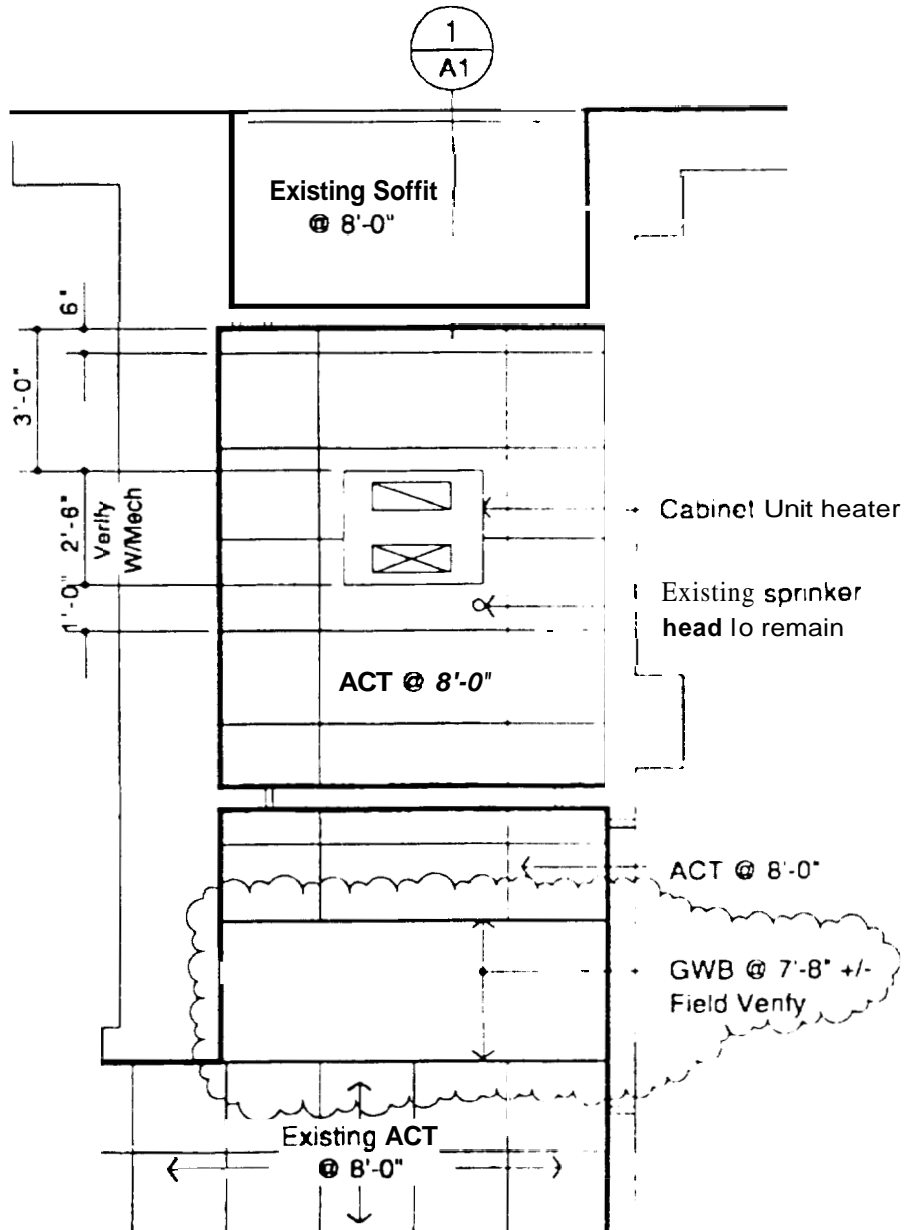 1
A1
Existing Soffit
@ 8'-0"
6"
3'-0"
2'-6"
Verify
W/Mech
1'-0"
Cabinet Unit heater
Existing sprinker
head lo remain
ACT @ 8'-0"
ACT @ 8'-0"
GWB @ 7'-8" +/-
Field Verify
Existing ACT
@ 8'-0"